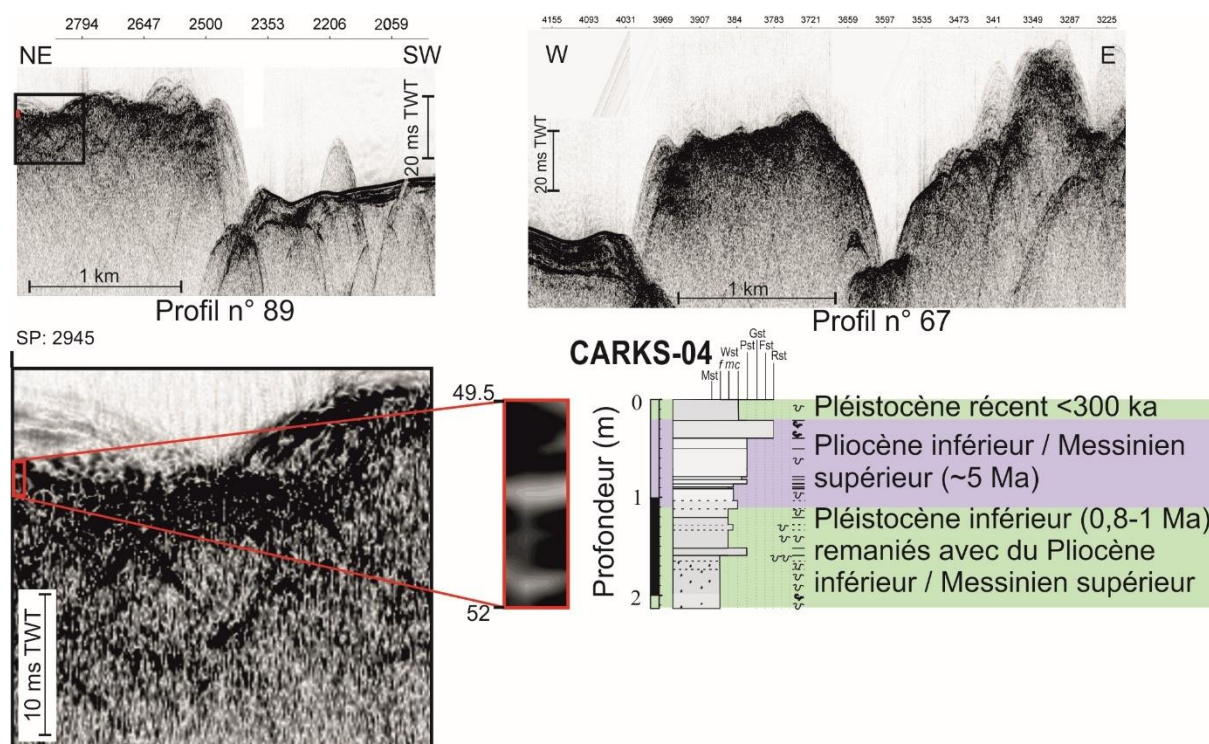 2794 2647 2500 2353 2206 2059
NE SW
20 ms TWT
1 km
Profil n° 89
4155 4093 4031 3969 3907 384 3783 3721 3659 3597 3535 3473 341 3349 3287 3225
W E
20 ms TWT
1 km
Profil n° 67
SP: 2945
10 ms TWT
49.5
52
CARKS-04
Mst
Wst
f m c
Pst
Gst
Fst
Rst
Profondeur (m)
0
1
2
Pléistocène récent <300 ka
Pliocène inférieur / Messinien
supérieur (~5 Ma)
Pléistocène inférieur (0,8-1 Ma)
remaniés avec du Pliocène
inférieur / Messinien supérieur